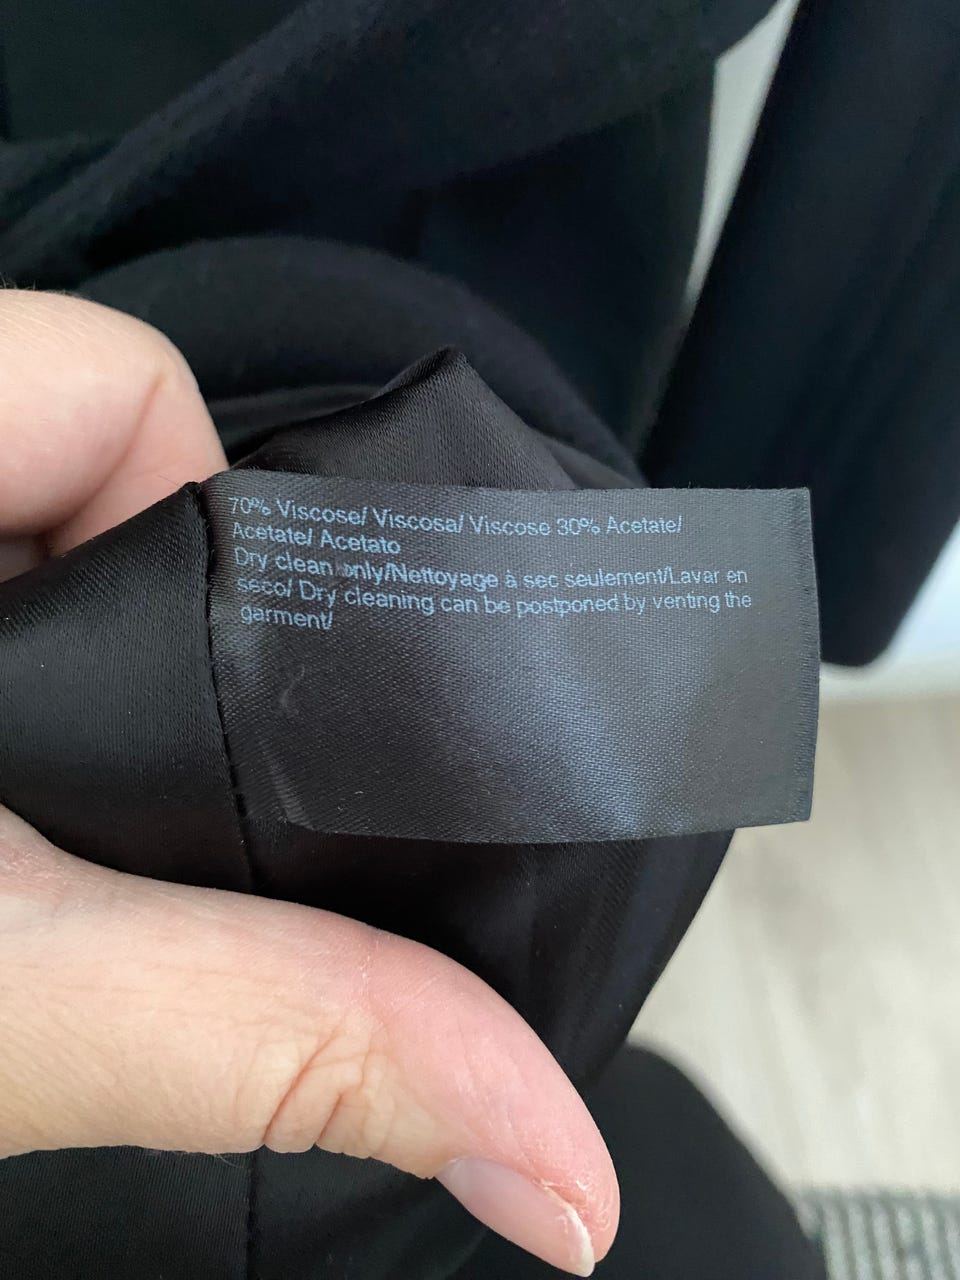 70% Viscose/ Viscosa/ Viscose 30% Acetate/
Acetate/ Acetato
Dry clean only/Nettoyage à sec seulement/Lavar en
seco/ Dry cleaning can be postponed by venting the
garment/